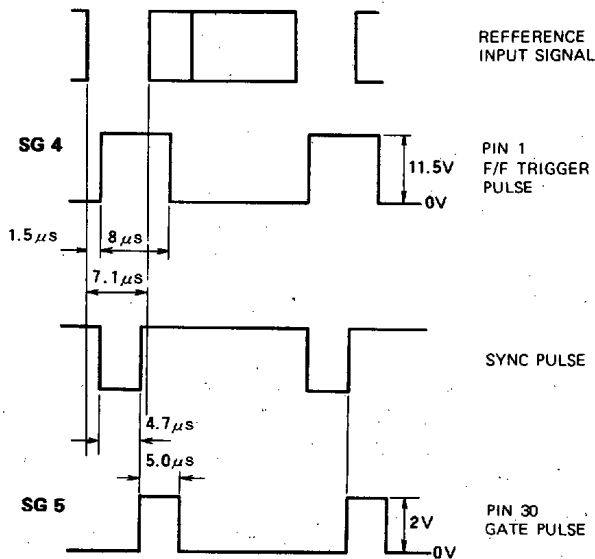 REFFERENCE
INPUT SIGNAL
SG 4
PIN 1
F/F TRIGGER
PULSE
11.5V
0V
1.5μs
8μs
7.1μs
SYNC PULSE
4.7μs
5.0μs
SG 5
PIN 30
GATE PULSE
2V
0V